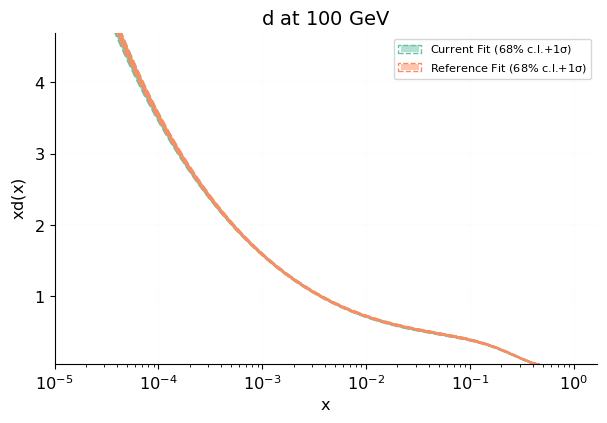 d at 100 GeV
Current Fit (68% c.l.+1σ)
Reference Fit (68% c.l.+1σ)
4
3
2
1
xd(x)
10⁻⁵
10⁻⁴
10⁻³
10⁻²
10⁻¹
10⁰
x